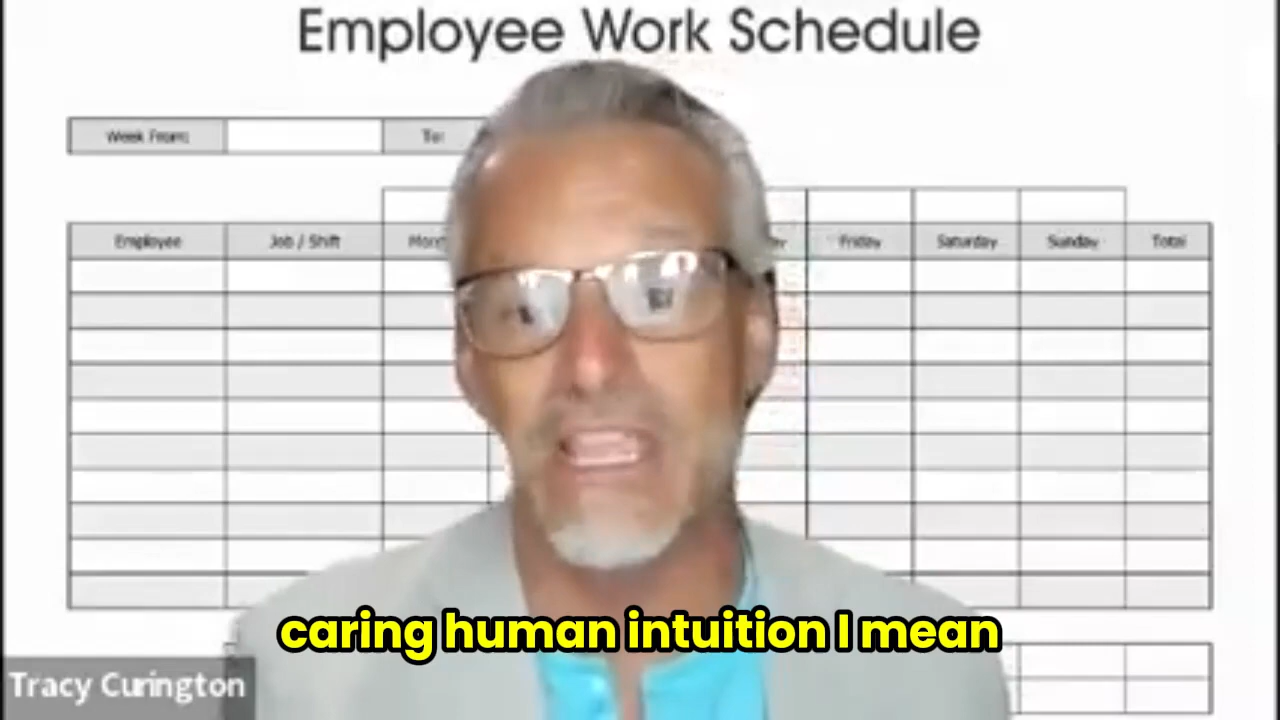 Employee Work Schedule
Week From: To:
Friday Saturday Sunday Total
Employee Job / Shift
caring human intuition I mean
Tracy Curington